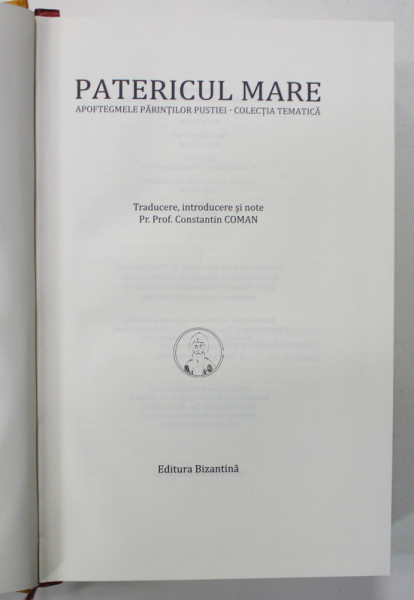 PATERICUL MARE
APOFTEGMELE PĂRINȚILOR PUSTIEI - COLECȚIA TEMATICĂ
Traducere, introducere și note
Pr. Prof. Constantin COMAN
Editura Bizantină